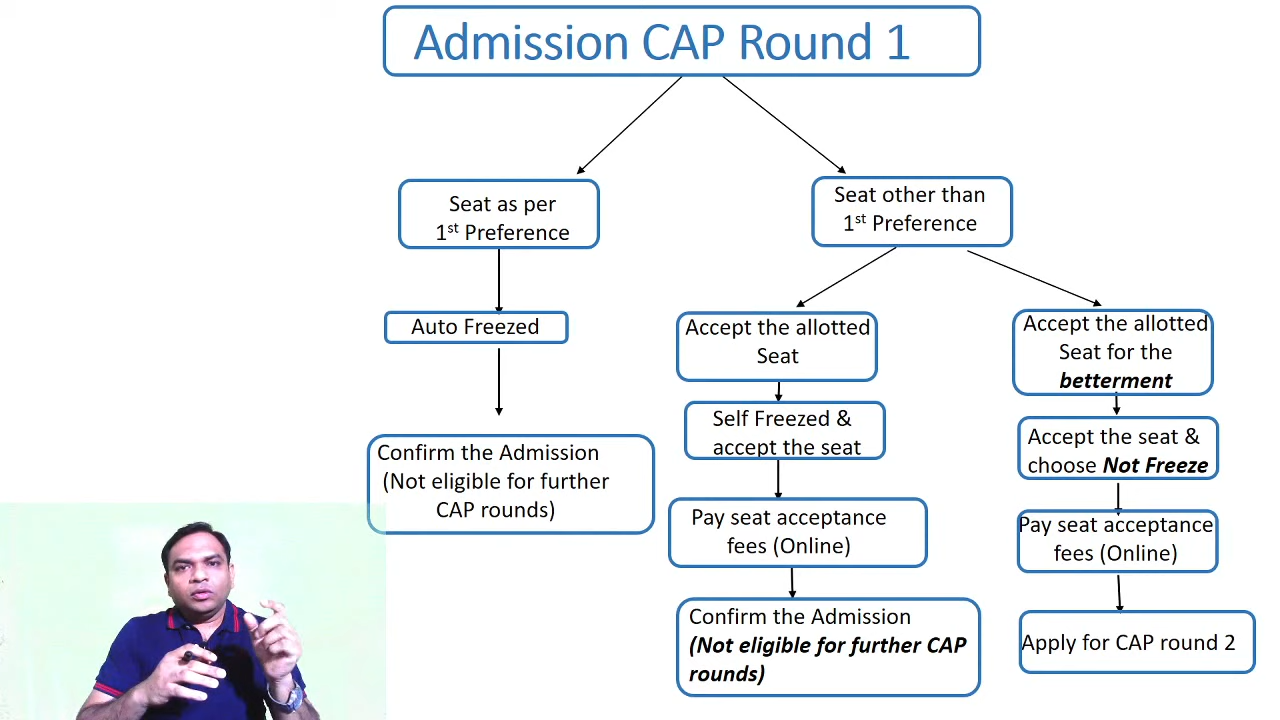 Admission CAP Round 1
Seat as per
1st Preference
Auto Freezed
Confirm the Admission
(Not eligible for further
CAP rounds)
Seat other than
1st Preference
Accept the allotted
Seat
Self Freezed &
accept the seat
Pay seat acceptance
fees (Online)
Confirm the Admission
(Not eligible for further CAP
rounds)
Accept the allotted
Seat for the
betterment
Accept the seat &
choose Not Freeze
Pay seat acceptance
fees (Online)
Apply for CAP round 2